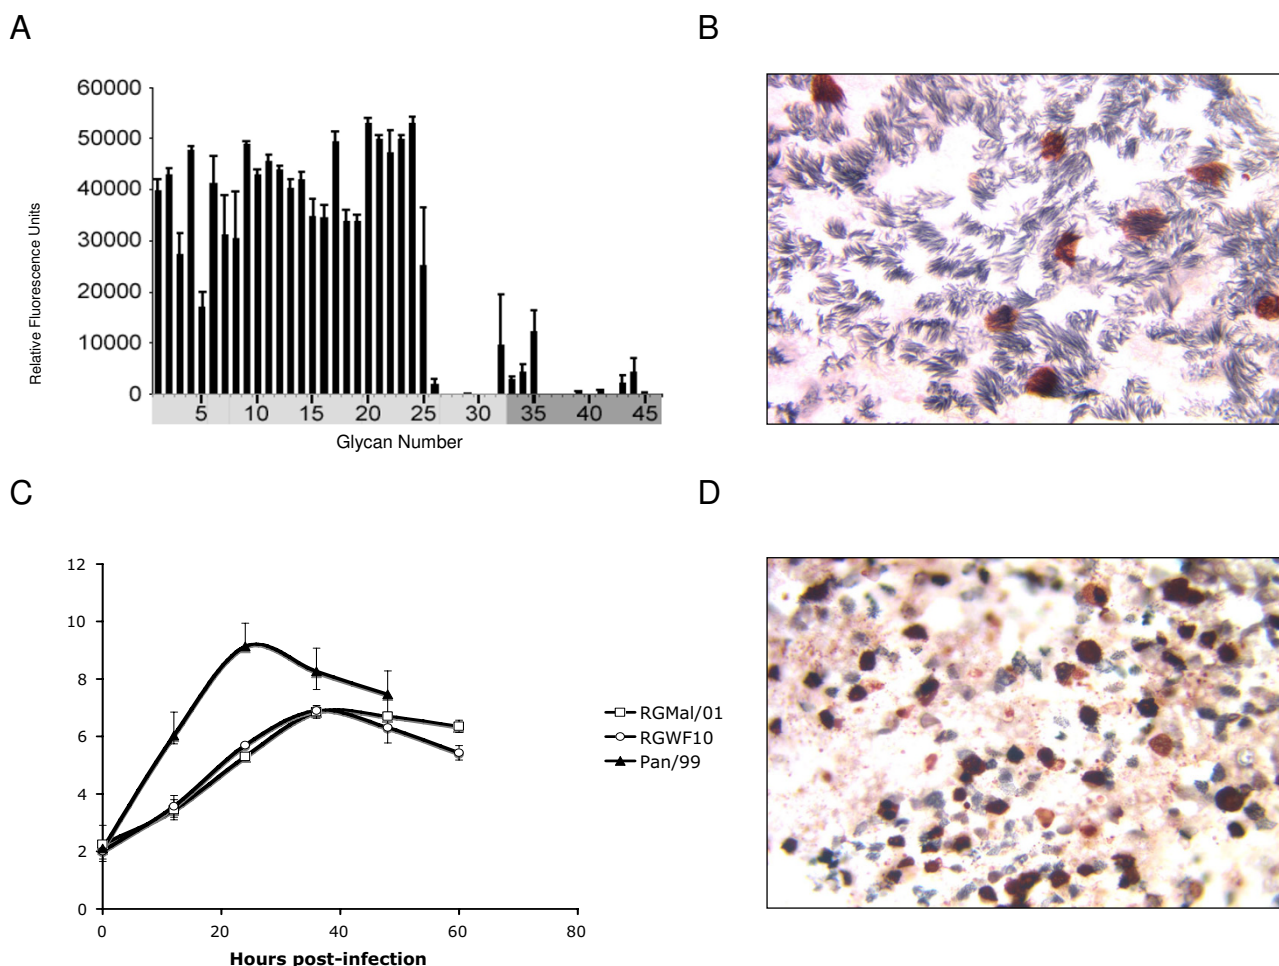 A
B
60000
50000
40000
30000
20000
10000
0
Relative Fluorescence Units
5 10 15 20 25 30 35 40 45
Glycan Number
C
D
12
10
8
6
4
2
0
0 20 40 60 80
Hours post-infection
RGMal/01
RGWF10
Pan/99